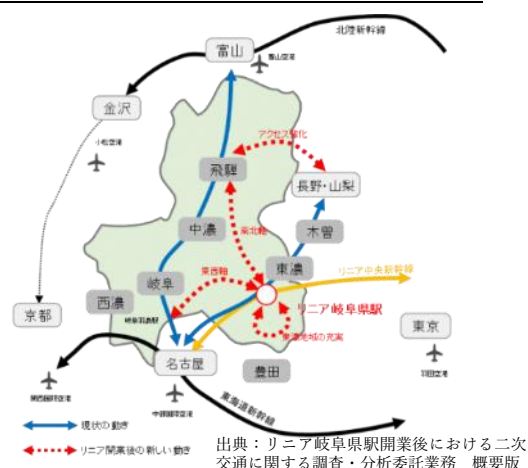 北陸新幹線
富山
富山空港
金沢
小松空港
アクセス強化
飛騨
長野・山梨
南北軸
中濃
木曽
東濃
リニア中央新幹線
東西軸
岐阜
西濃
リニア岐阜県駅
京都
岐阜羽島駅
東濃地域の充実
東京
名古屋
豊田
羽田空港
関西国際空港
中部国際空港
東海道新幹線
現状の動き
リニア開業後の新しい動き
出典：リニア岐阜県駅開業後における二次
交通に関する調査・分析委託業務 概要版